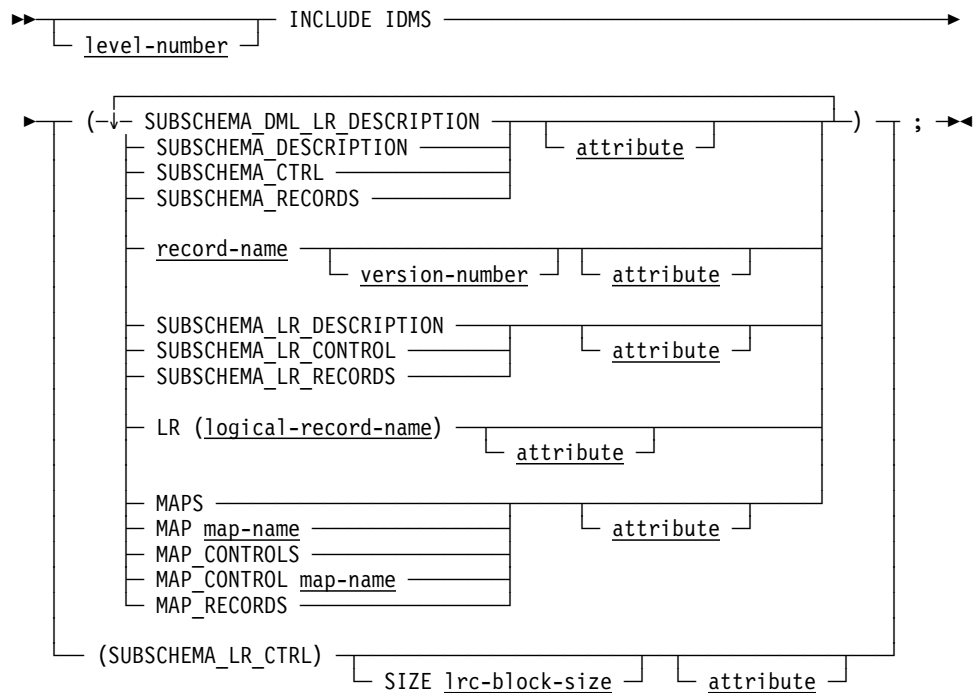 INCLUDE IDMS
level-number
( SUBSCHEMA_DML_LR_DESCRIPTION ) ;
SUBSCHEMA_DESCRIPTION attribute
SUBSCHEMA_CTRL
SUBSCHEMA_RECORDS
record-name
version-number attribute
SUBSCHEMA_LR_DESCRIPTION
SUBSCHEMA_LR_CONTROL attribute
SUBSCHEMA_LR_RECORDS
LR (logical-record-name)
attribute
MAPS
MAP map-name attribute
MAP_CONTROLS
MAP_CONTROL map-name
MAP_RECORDS
(SUBSCHEMA_LR_CTRL)
SIZE lrc-block-size attribute